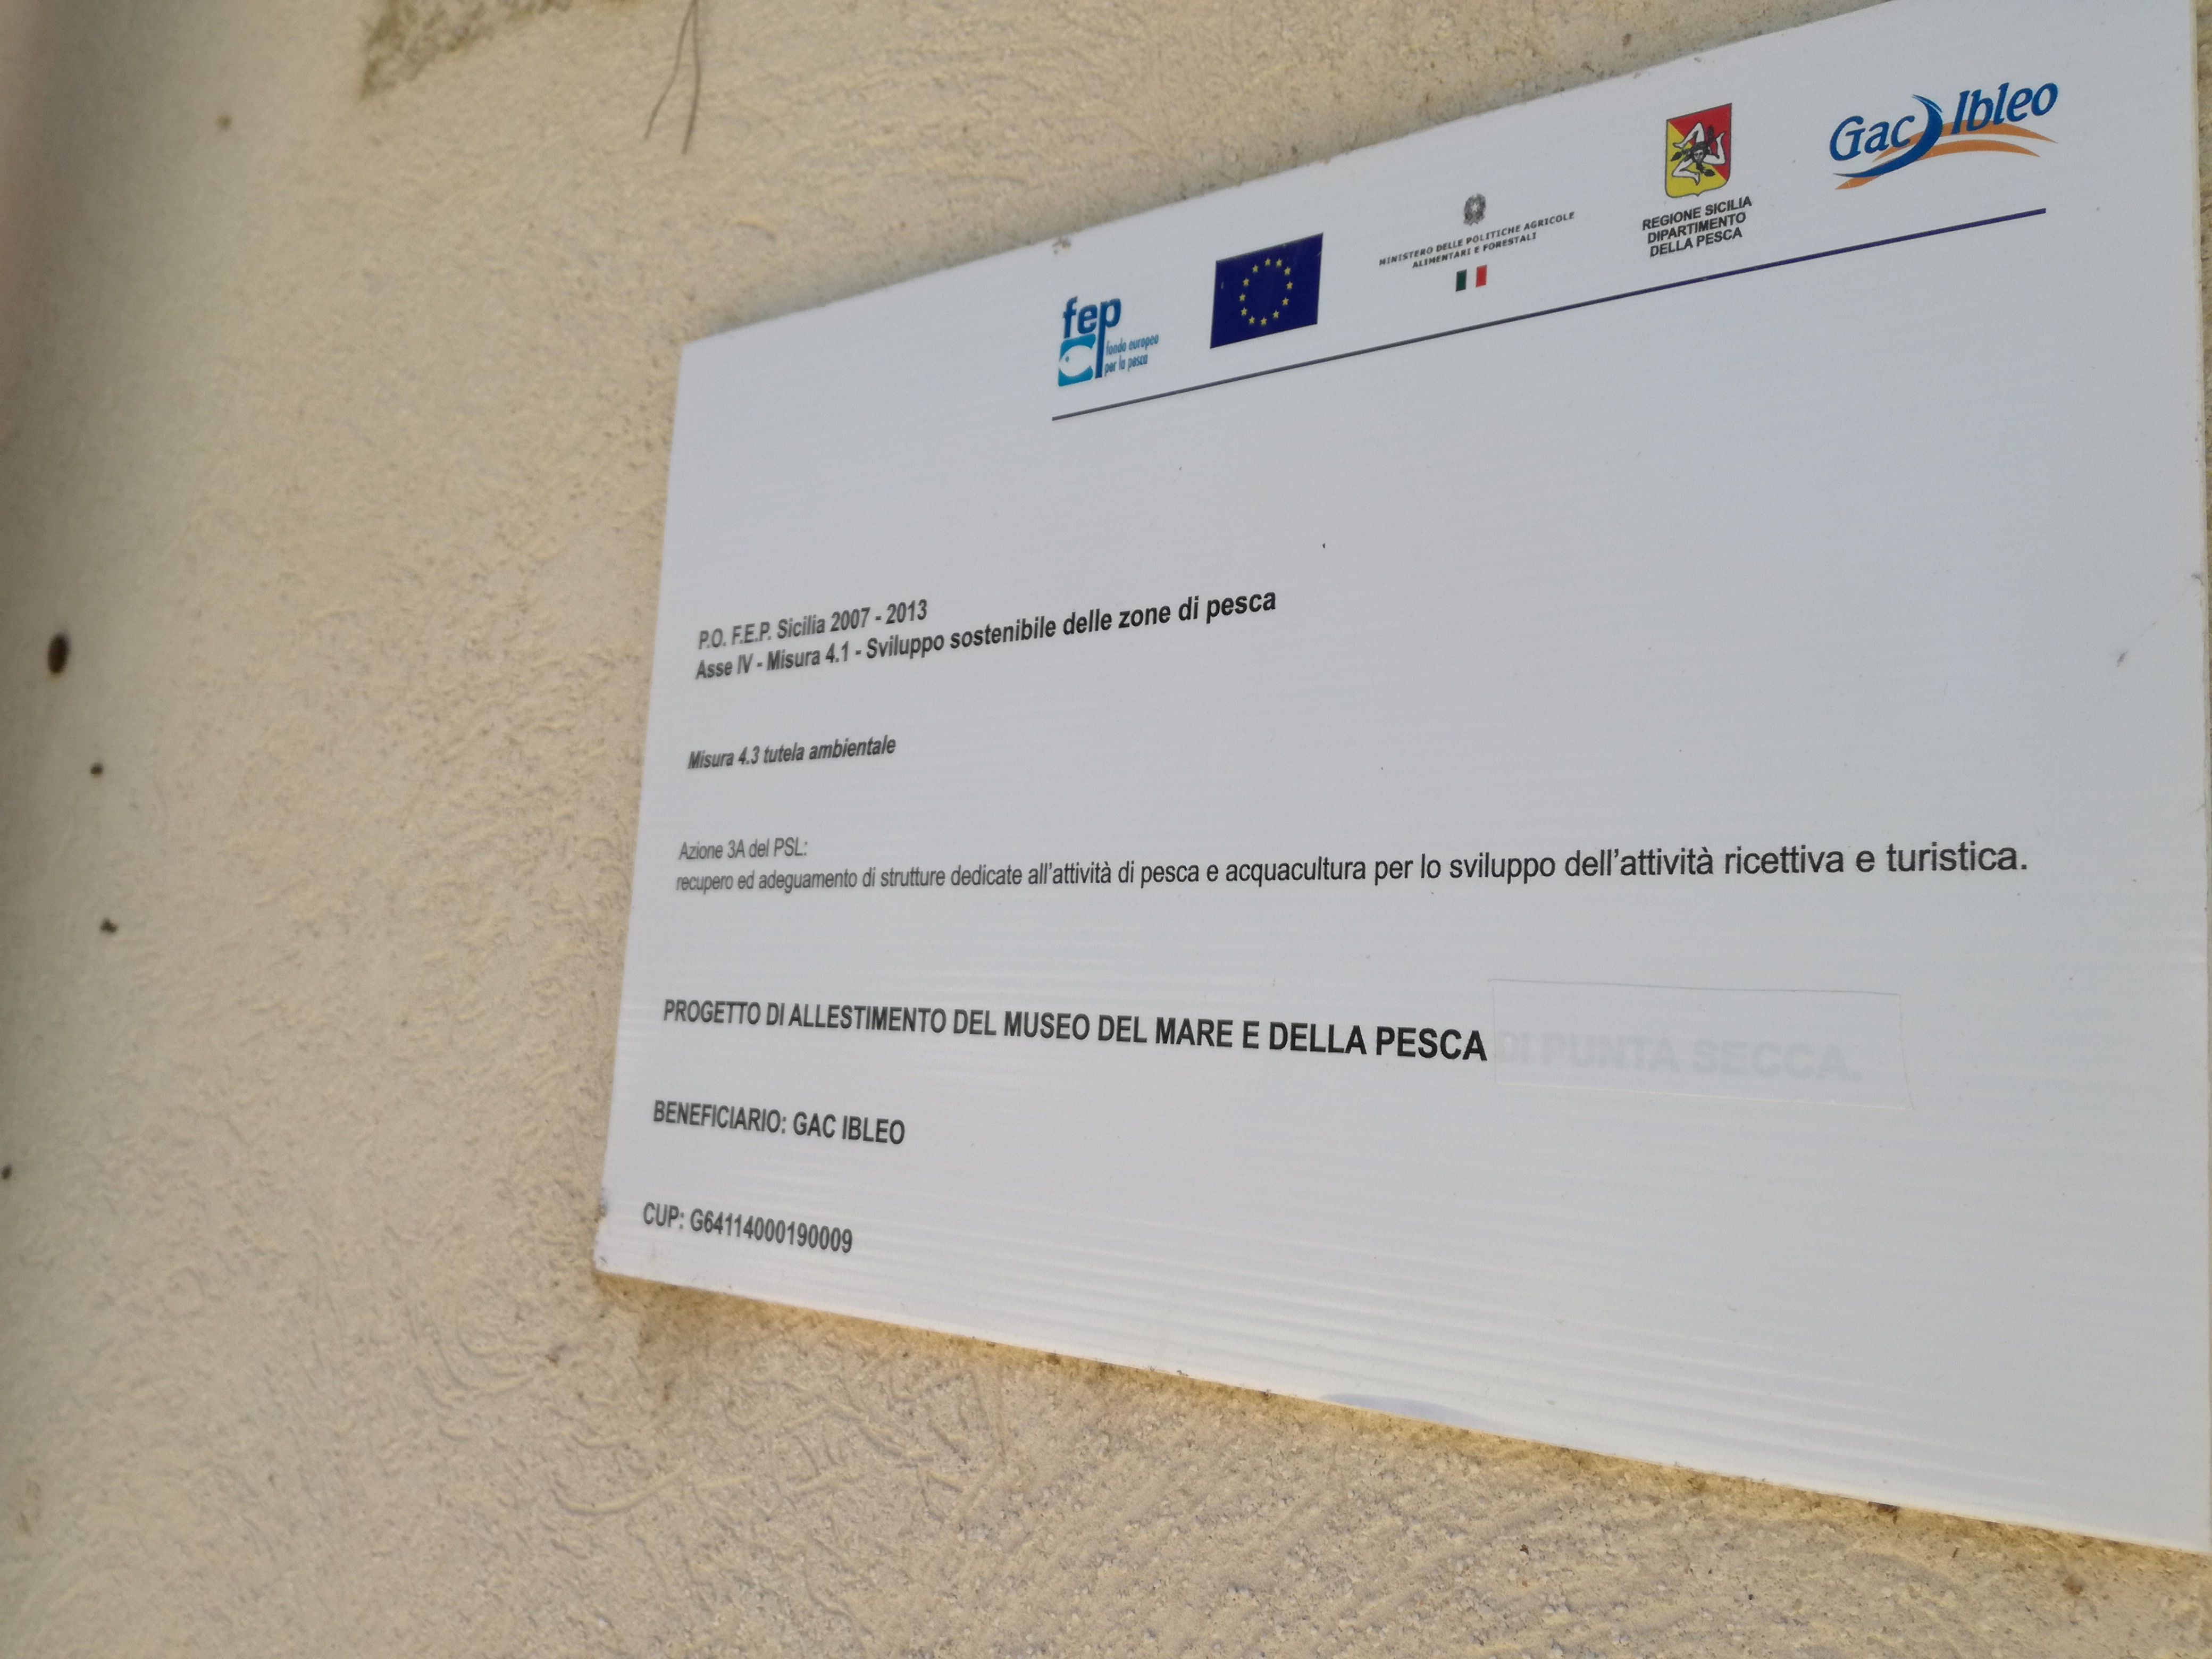 fep
fondo europeo
per la pesca
MINISTERO DELLE POLITICHE AGRICOLE
ALIMENTARI E FORESTALI
REGIONE SICILIA
DIPARTIMENTO
DELLA PESCA
Gac Ibleo
P.O. F.E.P. Sicilia 2007 - 2013
Asse IV - Misura 4.1 - Sviluppo sostenibile delle zone di pesca
Misura 4.3 tutela ambientale
Azione 3A del PSL:
recupero ed adeguamento di strutture dedicate all'attività di pesca e acquacultura per lo sviluppo dell'attività ricettiva e turistica.
PROGETTO DI ALLESTIMENTO DEL MUSEO DEL MARE E DELLA PESCA DI PUNTA SECCA.
BENEFICIARIO: GAC IBLEO
CUP: G64114000190009